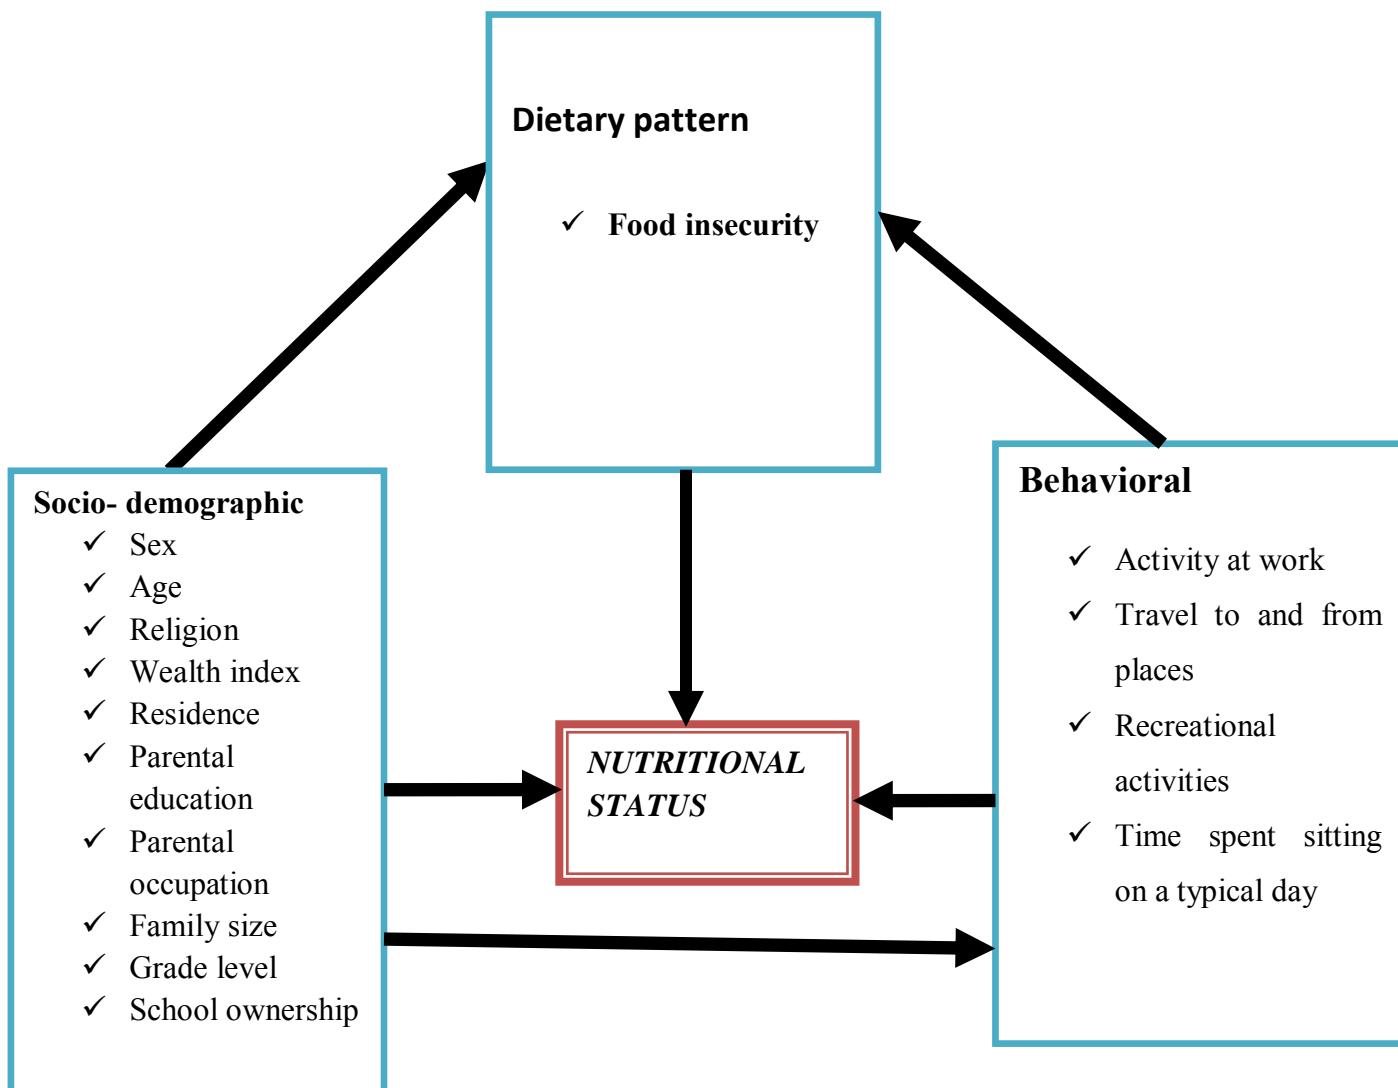 Dietary pattern
✓ Food insecurity
Socio- demographic
✓ Sex
✓ Age
✓ Religion
✓ Wealth index
✓ Residence
✓ Parental
education
✓ Parental
occupation
✓ Family size
✓ Grade level
✓ School ownership
NUTRITIONAL
STATUS
Behavioral
✓ Activity at work
✓ Travel to and from
places
✓ Recreational
activities
✓ Time spent sitting
on a typical day